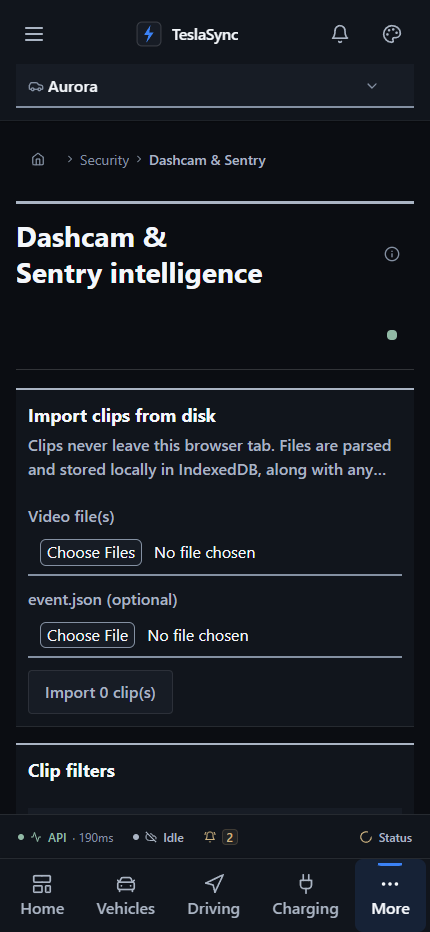 TeslaSync
Aurora
Security
Dashcam & Sentry
Dashcam &
Sentry intelligence
Import clips from disk
Clips never leave this browser tab. Files are parsed
and stored locally in IndexedDB, along with any...
Video file(s)
Choose Files No file chosen
event.json (optional)
Choose File No file chosen
Import 0 clip(s)
Clip filters
API · 190ms Idle 2 Status
Home Vehicles Driving Charging More